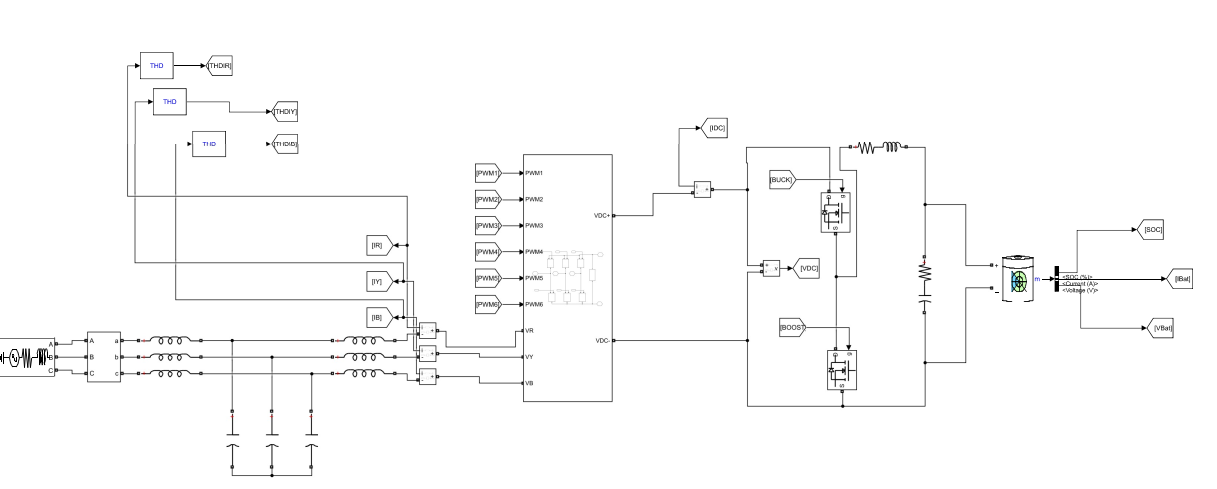 THD
[THDIR]
THD
[THDIY]
THD
[THDIB]
[IDC]
[PWM1]
PWM1
[PWM2]
PWM2
[PWM3]
PWM3
[PWM4]
PWM4
[PWM5]
PWM5
[PWM6]
PWM6
VR
VY
VB
VDC+
VDC-
i
+
-
[BUCK]
g
D
S
[VDC]
+
-
v
[BOOST]
g
D
S
[IR]
[IY]
[IB]
i
+
-
i
+
-
i
+
-
A
B
C
A
B
C
a
b
c
+
-
m
<SOC (%)>
<Current (A)>
<Voltage (V)>
[SOC]
[IBat]
[VBat]